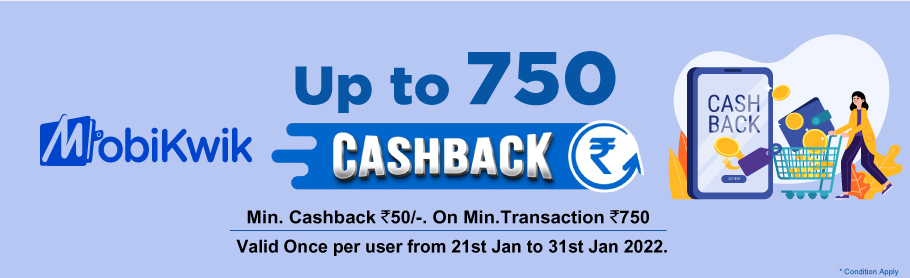 MobiKwik
Up to 750
CASHBACK ₹
Min. Cashback ₹50/-. On Min.Transaction ₹750
Valid Once per user from 21st Jan to 31st Jan 2022.
CASH
BACK
* Condition Apply